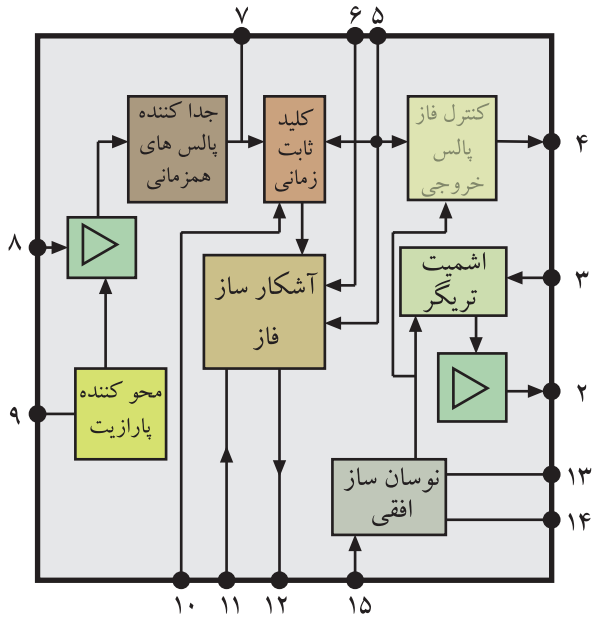 ۷
۶ ۵
جدا کننده
پالس های
همزمانی
کلید
ثابت
زمانی
کنترل فاز
پالس
خروجی
۴
۸
آشکار ساز
فاز
اشمیت
تریگر
۳
محو کننده
پارازیت
۹
۲
نوسان ساز
افقی
۱۳
۱۴
۱۰ ۱۱ ۱۲ ۱۵